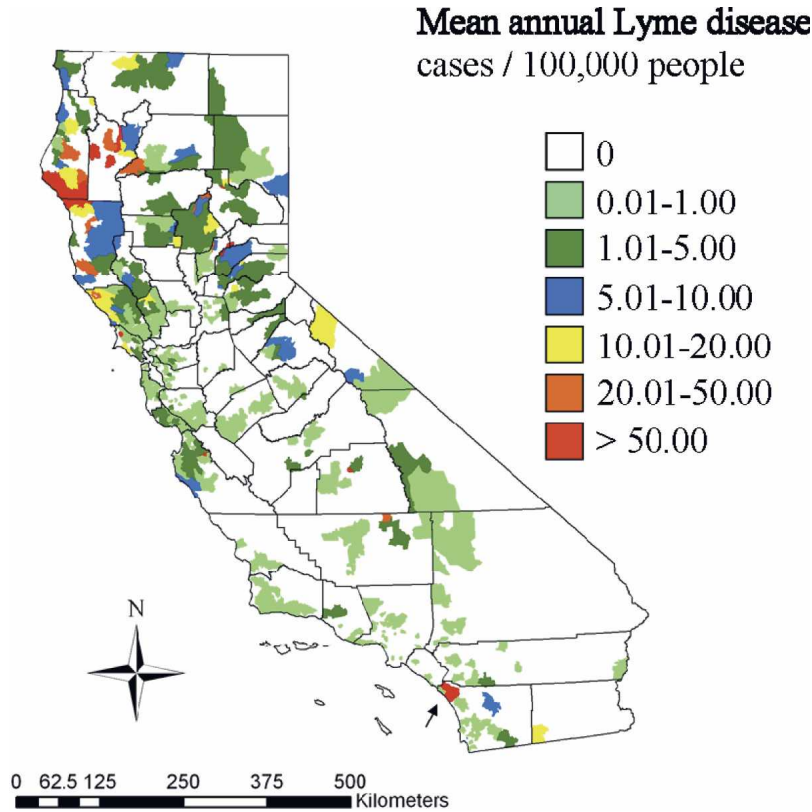 Mean annual Lyme disease
cases / 100,000 people
0
0.01-1.00
1.01-5.00
5.01-10.00
10.01-20.00
20.01-50.00
> 50.00
N
0 62.5 125 250 375 500
Kilometers